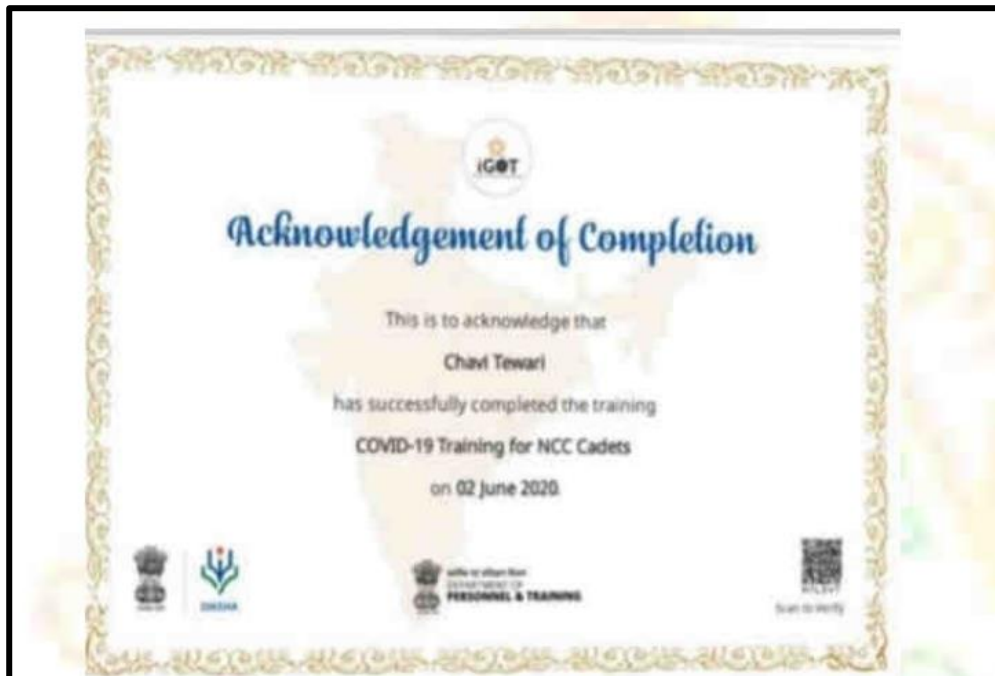 iGOT
Acknowledgement of Completion
This is to acknowledge that
Chavi Tewari
has successfully completed the training
COVID-19 Training for NCC Cadets
on 02 June 2020.
DIKSHA
DEPARTMENT OF
PERSONNEL & TRAINING
Scan to Verify